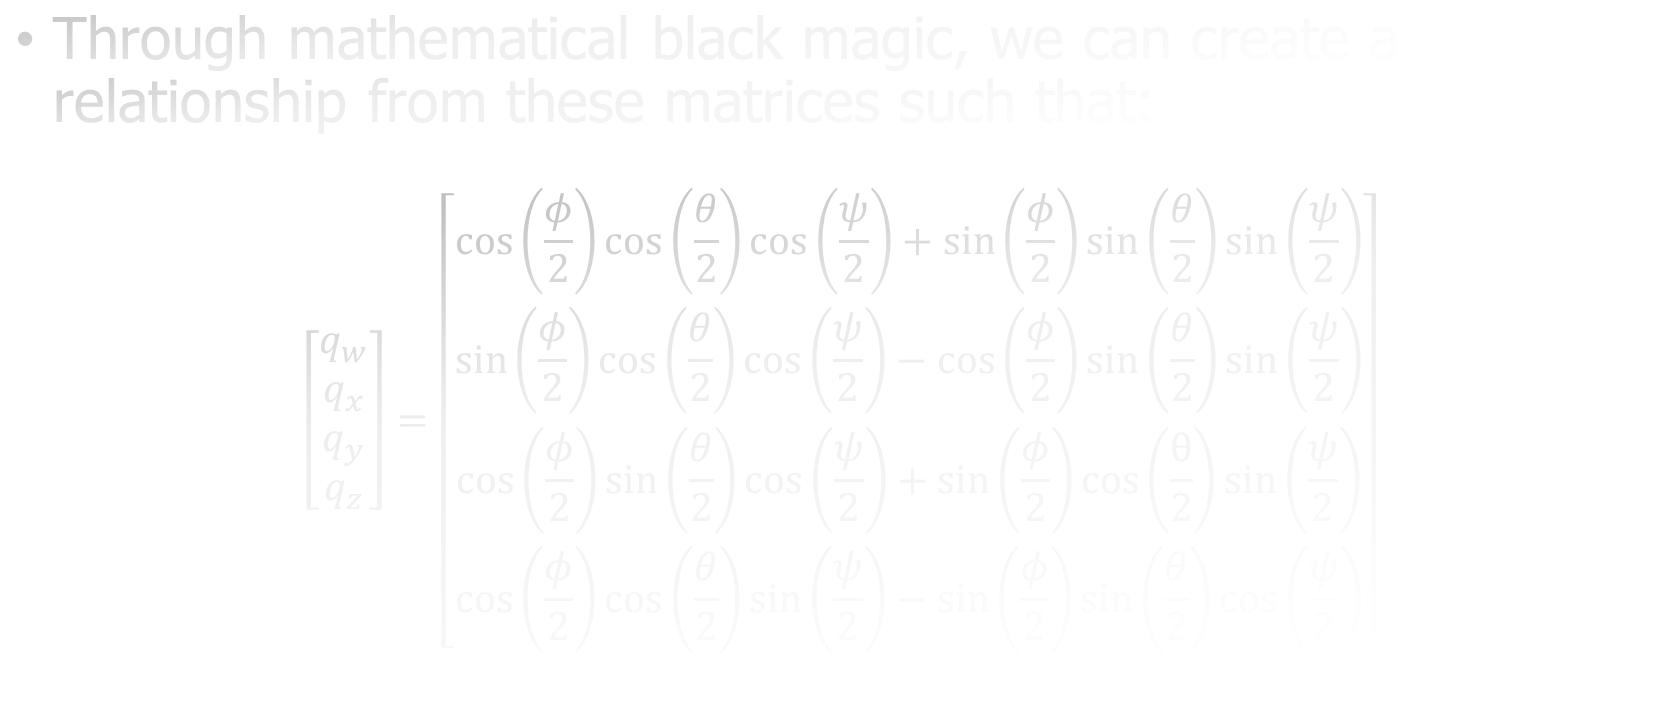 • Through mathematical black magic, we can create a
relationship from these matrices such that:
[q_w q_x q_y q_z] = [cos(ϕ/2) cos(θ/2) cos(ψ/2) + sin(ϕ/2) sin(θ/2) sin(ψ/2)
sin(ϕ/2) cos(θ/2) cos(ψ/2) − cos(ϕ/2) sin(θ/2) sin(ψ/2)
cos(ϕ/2) sin(θ/2) cos(ψ/2) + sin(ϕ/2) cos(θ/2) sin(ψ/2)
cos(ϕ/2) cos(θ/2) sin(ψ/2) − sin(ϕ/2) sin(θ/2) cos(ψ/2)]